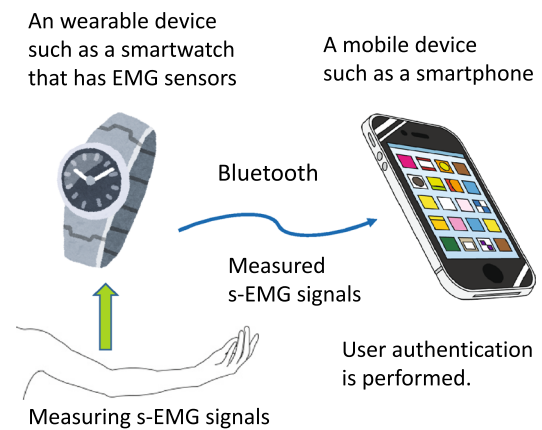 An wearable device
such as a smartwatch
that has EMG sensors
A mobile device
such as a smartphone
Bluetooth
Measured
s-EMG signals
User authentication
is performed.
Measuring s-EMG signals